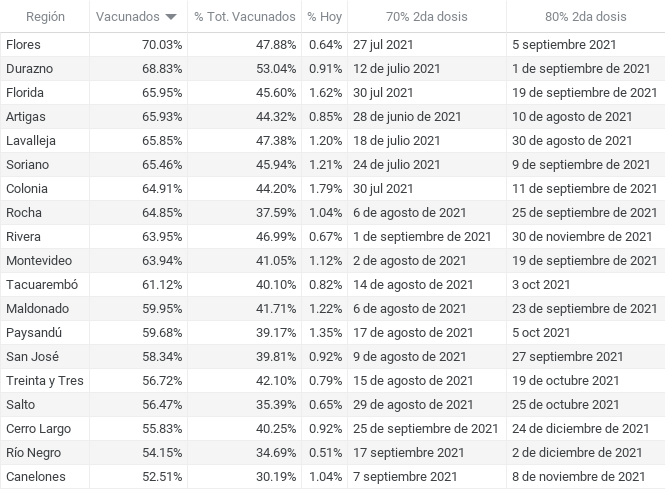 Región Vacunados % Tot. Vacunados % Hoy 70% 2da dosis 80% 2da dosis
Flores 70.03% 47.88% 0.64% 27 jul 2021 5 septiembre 2021
Durazno 68.83% 53.04% 0.91% 12 de julio 2021 1 de septiembre de 2021
Florida 65.95% 45.60% 1.62% 30 jul 2021 19 de septiembre de 2021
Artigas 65.93% 44.32% 0.85% 28 de junio de 2021 10 de agosto de 2021
Lavalleja 65.85% 47.38% 1.20% 18 de julio 2021 30 de agosto de 2021
Soriano 65.46% 45.94% 1.21% 24 de julio 2021 9 de septiembre de 2021
Colonia 64.91% 44.20% 1.79% 30 jul 2021 11 de septiembre de 2021
Rocha 64.85% 37.59% 1.04% 6 de agosto de 2021 25 de septiembre de 2021
Rivera 63.95% 46.99% 0.67% 1 de septiembre de 2021 30 de noviembre de 2021
Montevideo 63.94% 41.05% 1.12% 2 de agosto de 2021 19 de septiembre de 2021
Tacuarembó 61.12% 40.10% 0.82% 14 de agosto de 2021 3 oct 2021
Maldonado 59.95% 41.71% 1.22% 6 de agosto de 2021 23 de septiembre de 2021
Paysandú 59.68% 39.17% 1.35% 17 de agosto de 2021 5 oct 2021
San José 58.34% 39.81% 0.92% 9 de agosto de 2021 27 septiembre 2021
Treinta y Tres 56.72% 42.10% 0.79% 15 de agosto de 2021 19 de octubre 2021
Salto 56.47% 35.39% 0.65% 29 de agosto de 2021 25 de octubre 2021
Cerro Largo 55.83% 40.25% 0.92% 25 de septiembre de 2021 24 de diciembre de 2021
Río Negro 54.15% 34.69% 0.51% 17 septiembre 2021 2 de diciembre de 2021
Canelones 52.51% 30.19% 1.04% 7 septiembre 2021 8 de noviembre de 2021